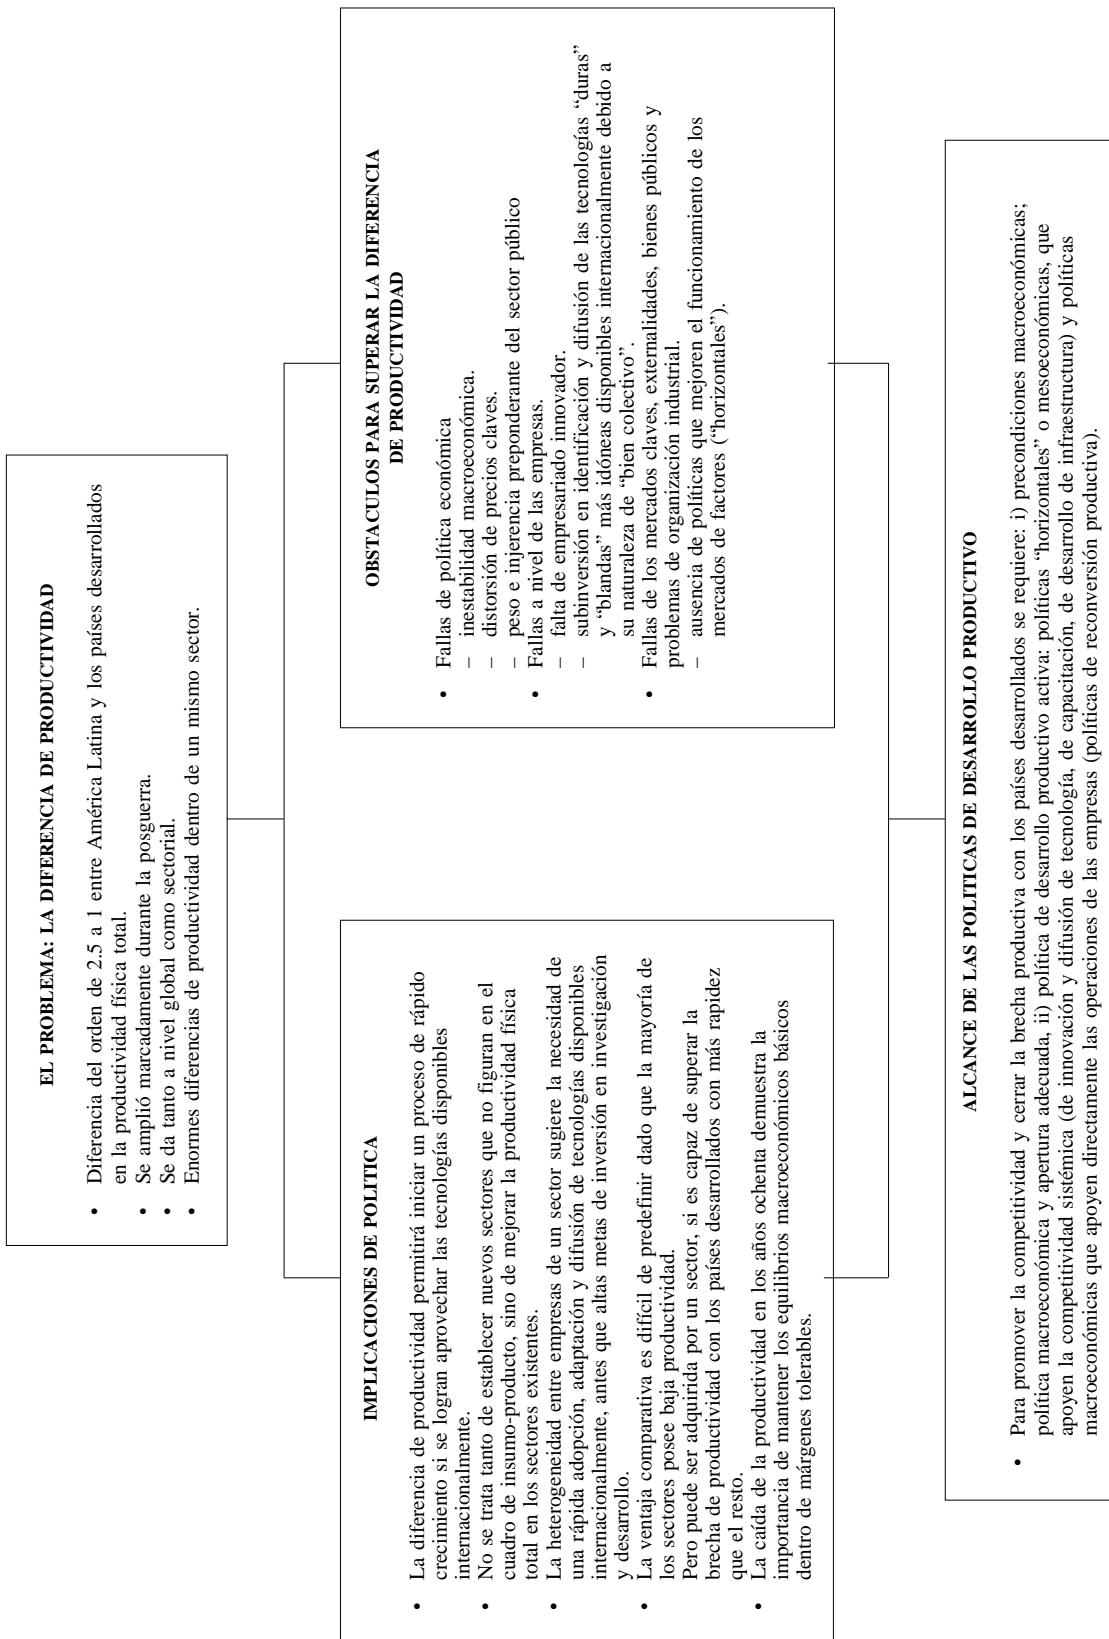 EL PROBLEMA: LA DIFERENCIA DE PRODUCTIVIDAD
• Diferencia del orden de 2.5 a 1 entre América Latina y los países desarrollados
en la productividad física total.
• Se amplió marcadamente durante la posguerra.
• Se da tanto a nivel global como sectorial.
• Enormes diferencias de productividad dentro de un mismo sector.
IMPLICACIONES DE POLITICA
• La diferencia de productividad permitirá iniciar un proceso de rápido
crecimiento si se logran aprovechar las tecnologías disponibles
internacionalmente.
• No se trata tanto de establecer nuevos sectores que no figuran en el
cuadro de insumo-producto, sino de mejorar la productividad física
total en los sectores existentes.
• La heterogeneidad entre empresas de un sector sugiere la necesidad de
una rápida adopción, adaptación y difusión de tecnologías disponibles
internacionalmente, antes que altas metas de inversión en investigación
y desarrollo.
• La ventaja comparativa es difícil de predefinir dado que la mayoría de
los sectores posee baja productividad.
Pero puede ser adquirida por un sector, si es capaz de superar la
brecha de productividad con los países desarrollados con más rapidez
que el resto.
• La caída de la productividad en los años ochenta demuestra la
importancia de mantener los equilibrios macroeconómicos básicos
dentro de márgenes tolerables.
OBSTACULOS PARA SUPERAR LA DIFERENCIA
DE PRODUCTIVIDAD
• Fallas de política económica
– inestabilidad macroeconómica.
– distorsión de precios claves.
– peso e injerencia preponderante del sector público
• Fallas a nivel de las empresas.
– falta de empresariado innovador.
– subinversión en identificación y difusión de las tecnologías “duras”
y “blandas” más idóneas disponibles internacionalmente debido a
su naturaleza de “bien colectivo”.
• Fallas de los mercados claves, externalidades, bienes públicos y
problemas de organización industrial.
– ausencia de políticas que mejoren el funcionamiento de los
mercados de factores (“horizontales”).
ALCANCE DE LAS POLITICAS DE DESARROLLO PRODUCTIVO
• Para promover la competitividad y cerrar la brecha productiva con los países desarrollados se requiere: i) precondiciones macroeconómicas;
política macroeconómica y apertura adecuada, ii) política de desarrollo productivo activa: políticas “horizontales” o mesoeconómicas, que
apoyen la competitividad sistémica (de innovación y difusión de tecnología, de capacitación, de desarrollo de infraestructura) y políticas
macroeconómicas que apoyen directamente las operaciones de las empresas (políticas de reconversión productiva).